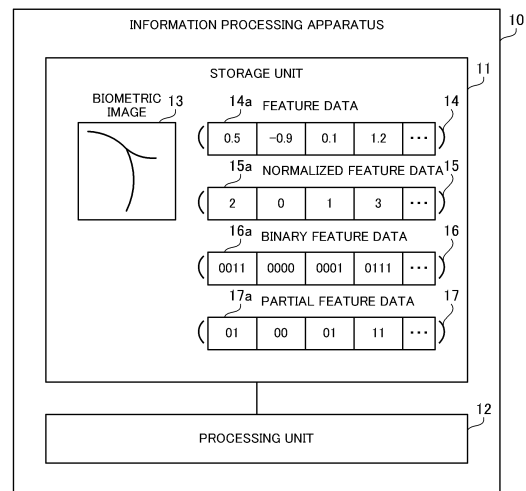 INFORMATION PROCESSING APPARATUS
10
STORAGE UNIT
11
BIOMETRIC
IMAGE
13
14a
FEATURE DATA
14
( 0.5 −0.9 0.1 1.2 ··· )
15a
NORMALIZED FEATURE DATA
15
( 2 0 1 3 ··· )
16a
BINARY FEATURE DATA
16
( 0011 0000 0001 0111 ··· )
17a
PARTIAL FEATURE DATA
17
( 01 00 01 11 ··· )
12
PROCESSING UNIT